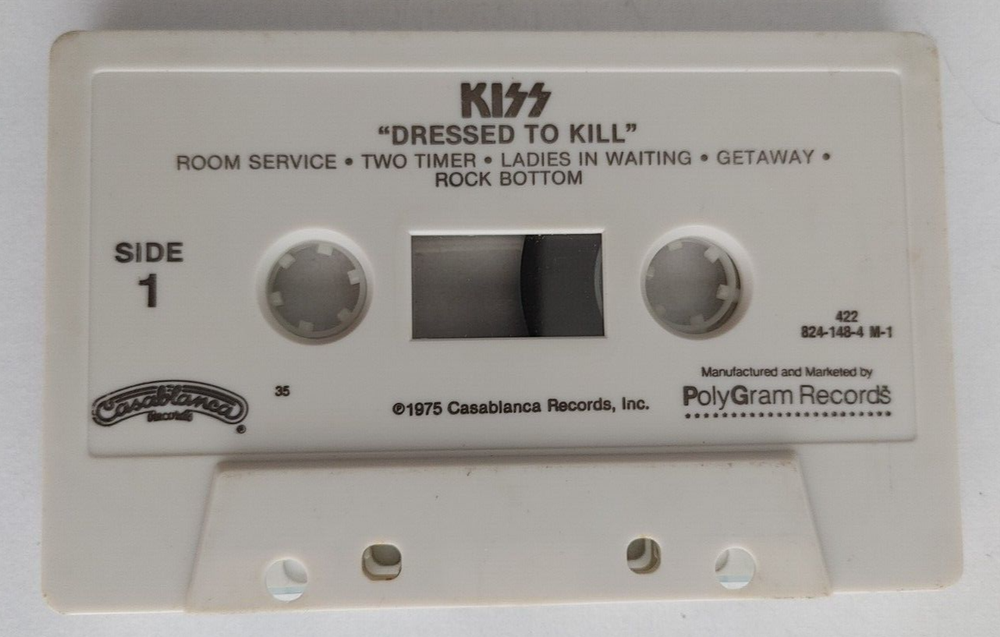 KISS
“DRESSED TO KILL”
ROOM SERVICE • TWO TIMER • LADIES IN WAITING • GETAWAY •
ROCK BOTTOM
SIDE
1
422
824-148-4 M-1
Manufactured and Marketed by
PolyGram Records
Casablanca
Records
®
35
℗1975 Casablanca Records, Inc.